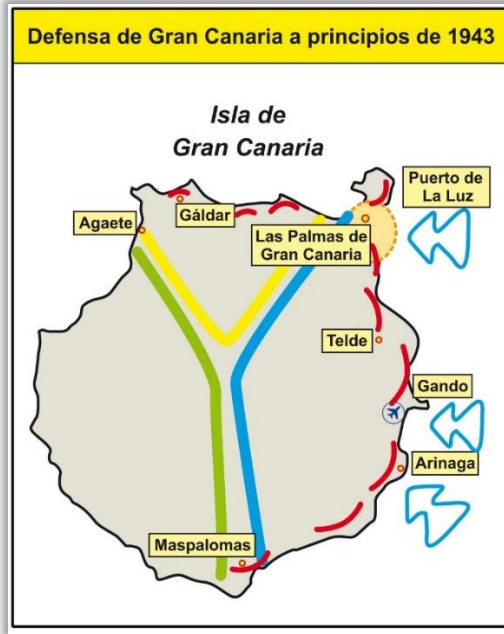 Defensa de Gran Canaria a principios de 1943
Isla de
Gran Canaria
Puerto de
La Luz
Agaete
Gáldar
Las Palmas de
Gran Canaria
Telde
Gando
Arinaga
Maspalomas